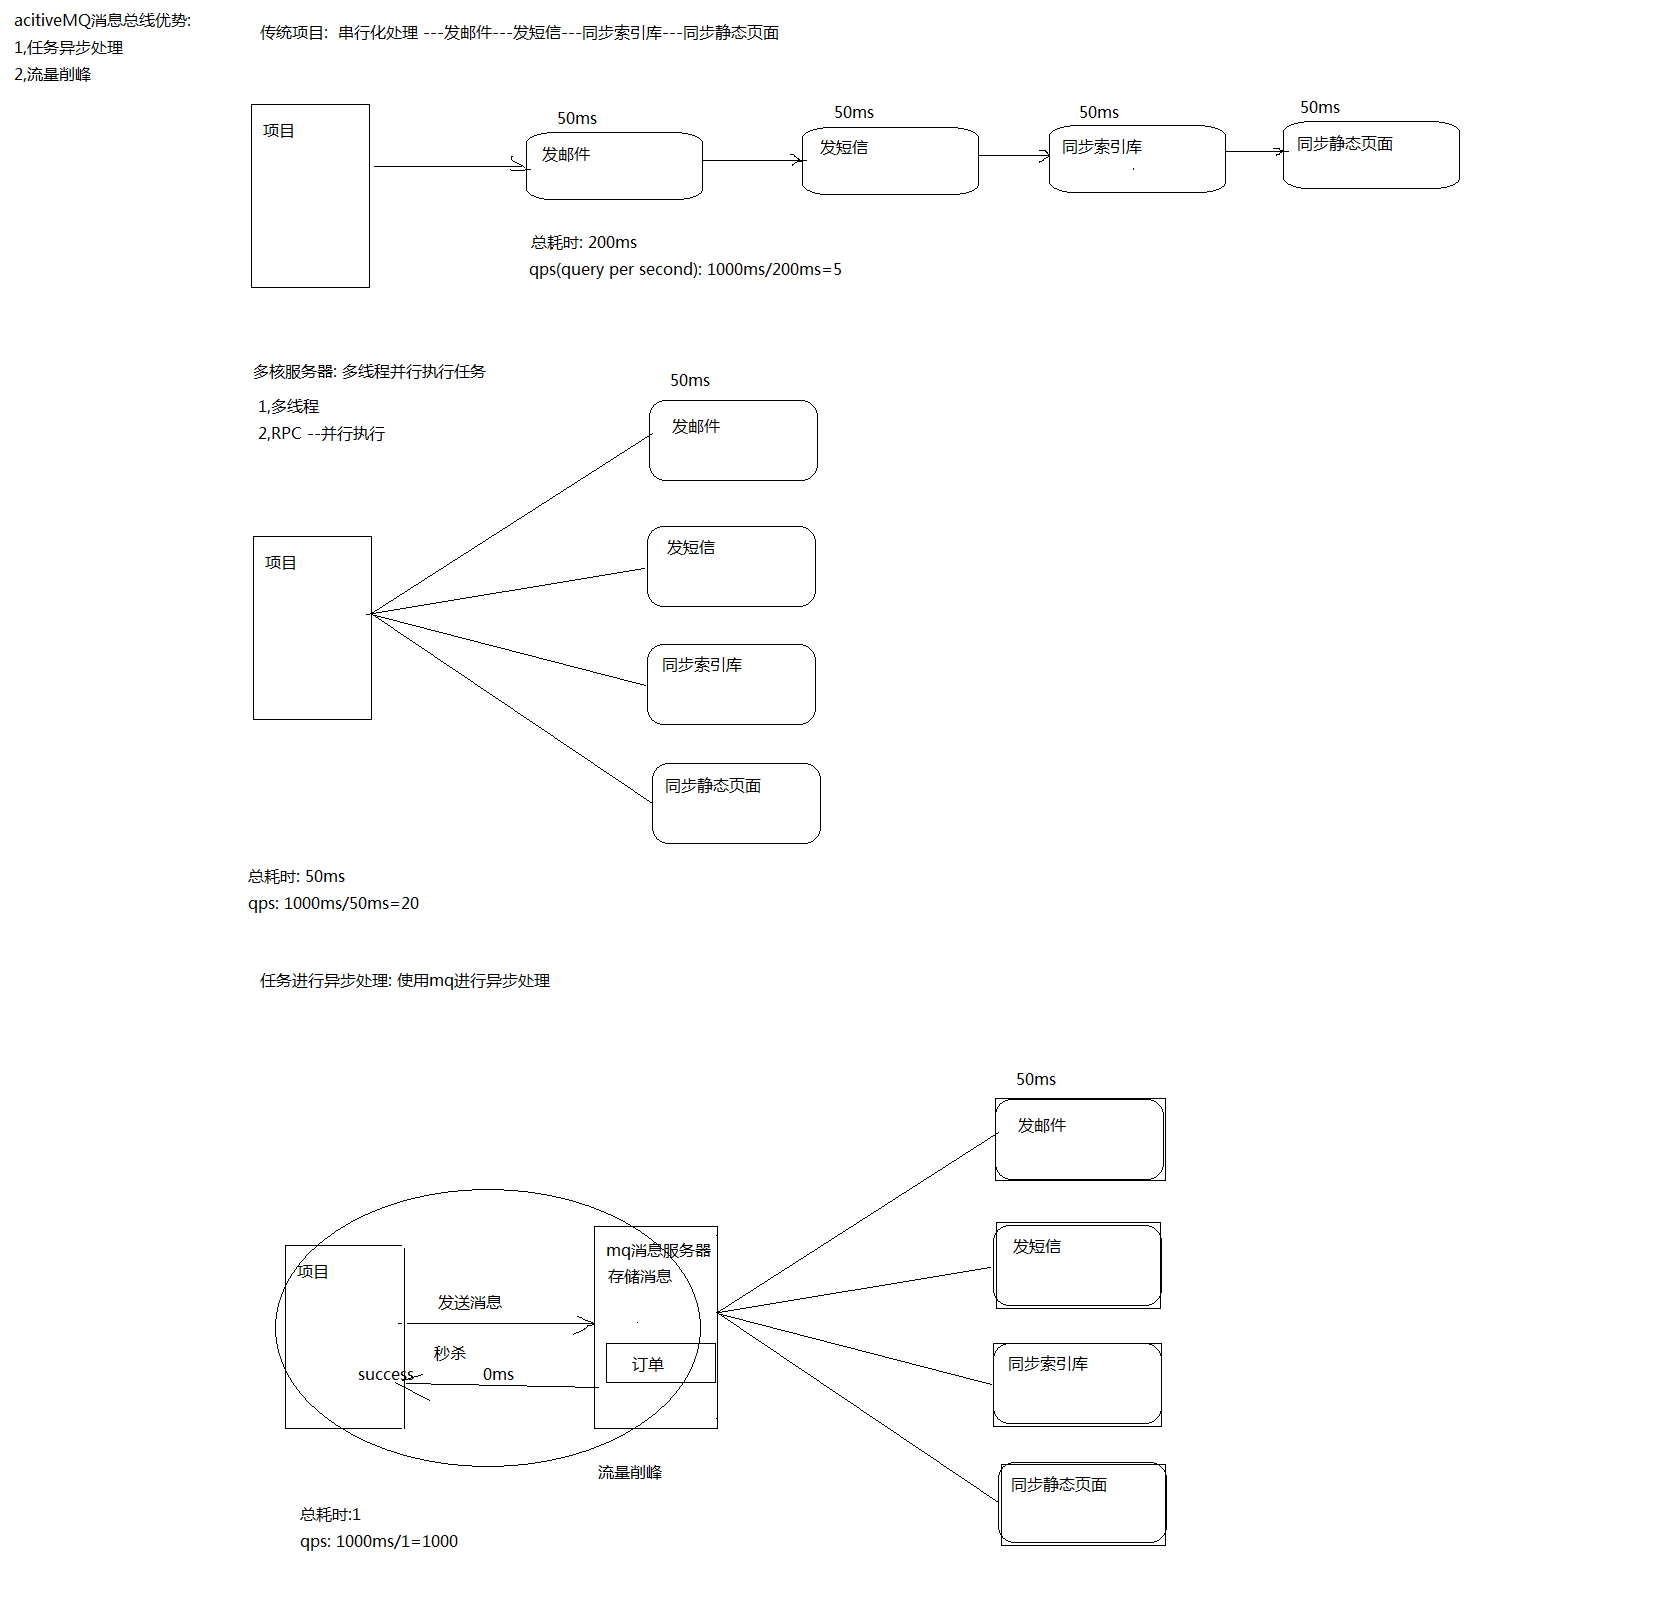 acitiveMQ消息总线优势:
1,任务异步处理
2,流量削峰
传统项目: 串行化处理 ---发邮件---发短信---同步索引库---同步静态页面
项目
50ms
发邮件
50ms
发短信
50ms
同步索引库
50ms
同步静态页面
总耗时: 200ms
qps(query per second): 1000ms/200ms=5
多核服务器: 多线程并行执行任务
1,多线程
2,RPC --并行执行
50ms
发邮件
发短信
项目
同步索引库
同步静态页面
总耗时: 50ms
qps: 1000ms/50ms=20
任务进行异步处理: 使用mq进行异步处理
50ms
发邮件
发短信
项目
mq消息服务器
存储消息
发送消息
秒杀
success
0ms
订单
同步索引库
流量削峰
同步静态页面
总耗时:1
qps: 1000ms/1=1000